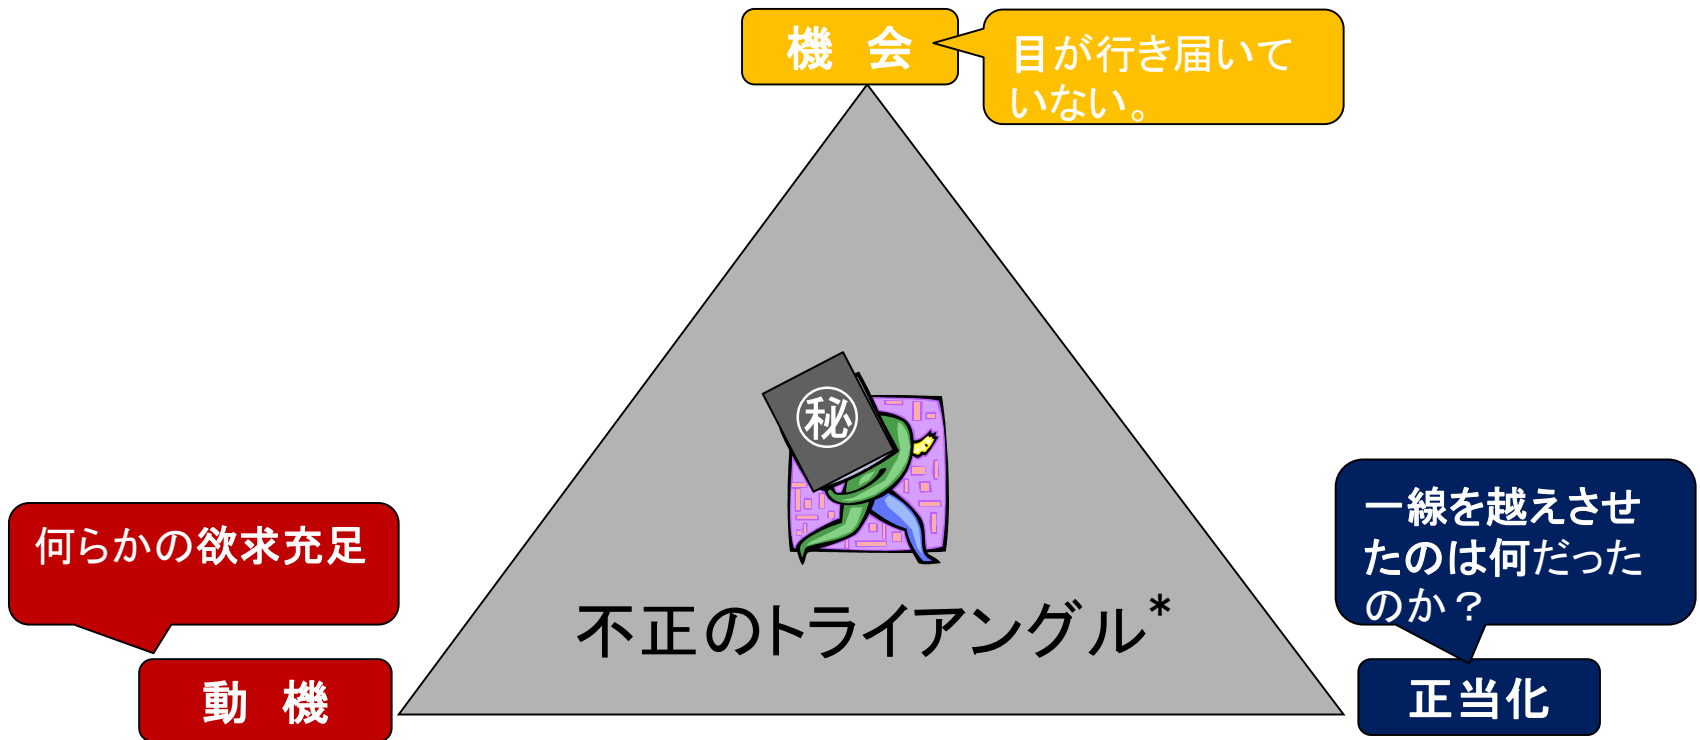 機　会
目が行き届いて
いない。
㊙
何らかの欲求充足
一線を越えさせ
たのは何だった
のか？
不正のトライアングル*
動　機
正当化